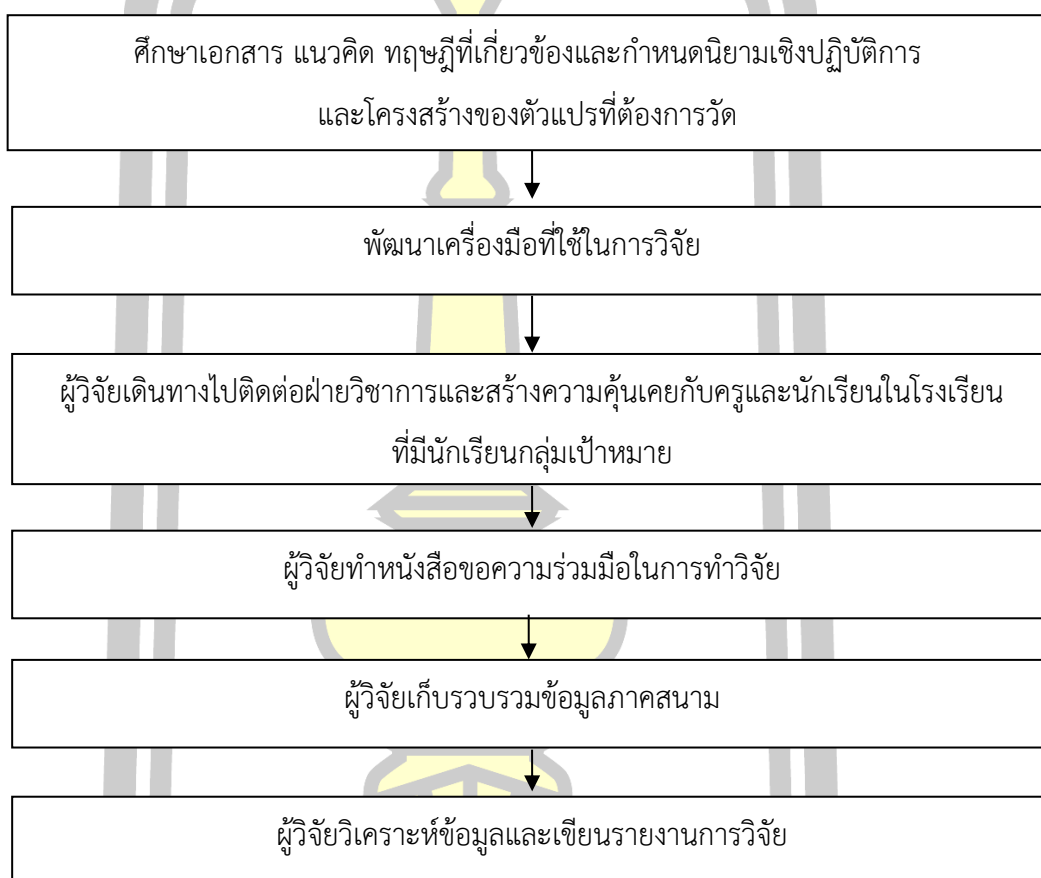 ศึกษาเอกสาร แนวคิด ทฤษฎีที่เกี่ยวข้องและกำหนดนิยามเชิงปฏิบัติการ
และโครงสร้างของตัวแปรที่ต้องการวัด
พัฒนาเครื่องมือที่ใช้ในการวิจัย
ผู้วิจัยเดินทางไปติดต่อฝ่ายวิชาการและสร้างความคุ้นเคยกับครูและนักเรียนในโรงเรียน
ที่มีนักเรียนกลุ่มเป้าหมาย
ผู้วิจัยทำหนังสือขอความร่วมมือในการทำวิจัย
ผู้วิจัยเก็บรวบรวมข้อมูลภาคสนาม
ผู้วิจัยวิเคราะห์ข้อมูลและเขียนรายงานการวิจัย